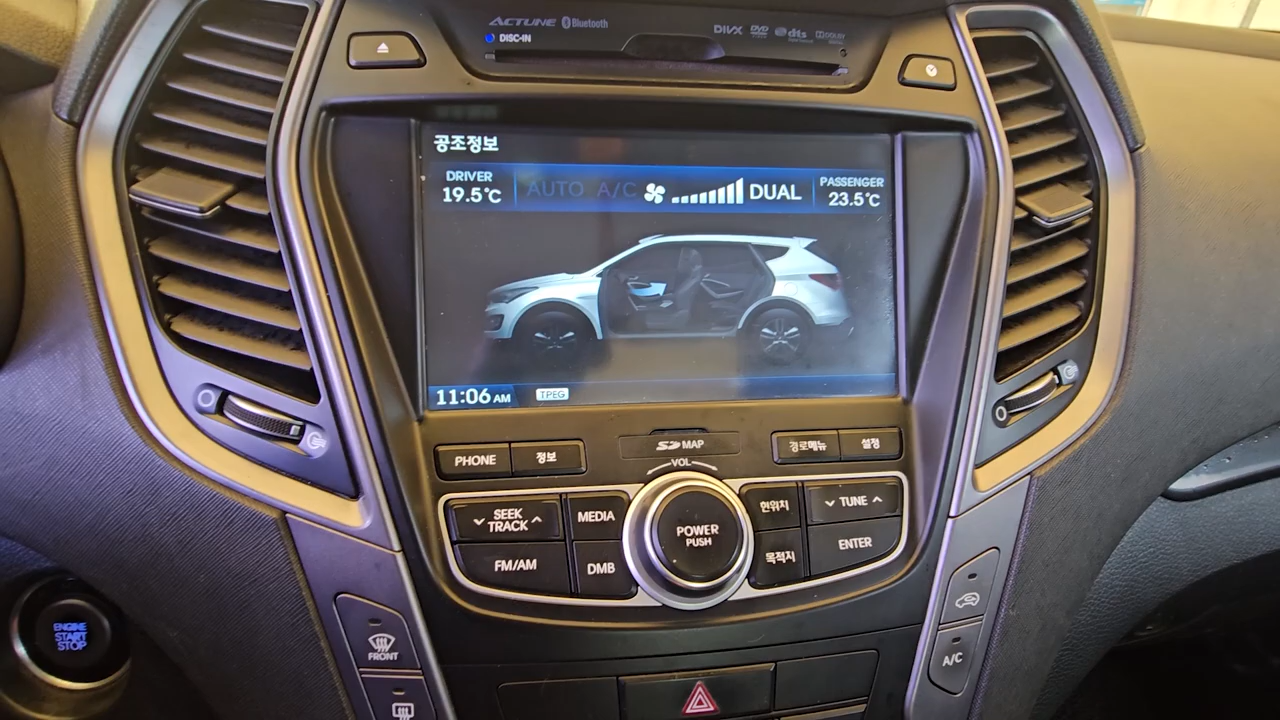 ACTUNE Bluetooth
DIVX DVD dts DOLBY
DISC-IN
공조정보
DRIVER
19.5℃
AUTO A/C
DUAL
PASSENGER
23.5℃
11:06 AM
TPEG
PHONE
정보
SD MAP
경로메뉴
설정
VOL
SEEK
TRACK
MEDIA
POWER
PUSH
현위치
TUNE
FM/AM
DMB
목적지
ENTER
ENGINE
START
STOP
FRONT
A/C